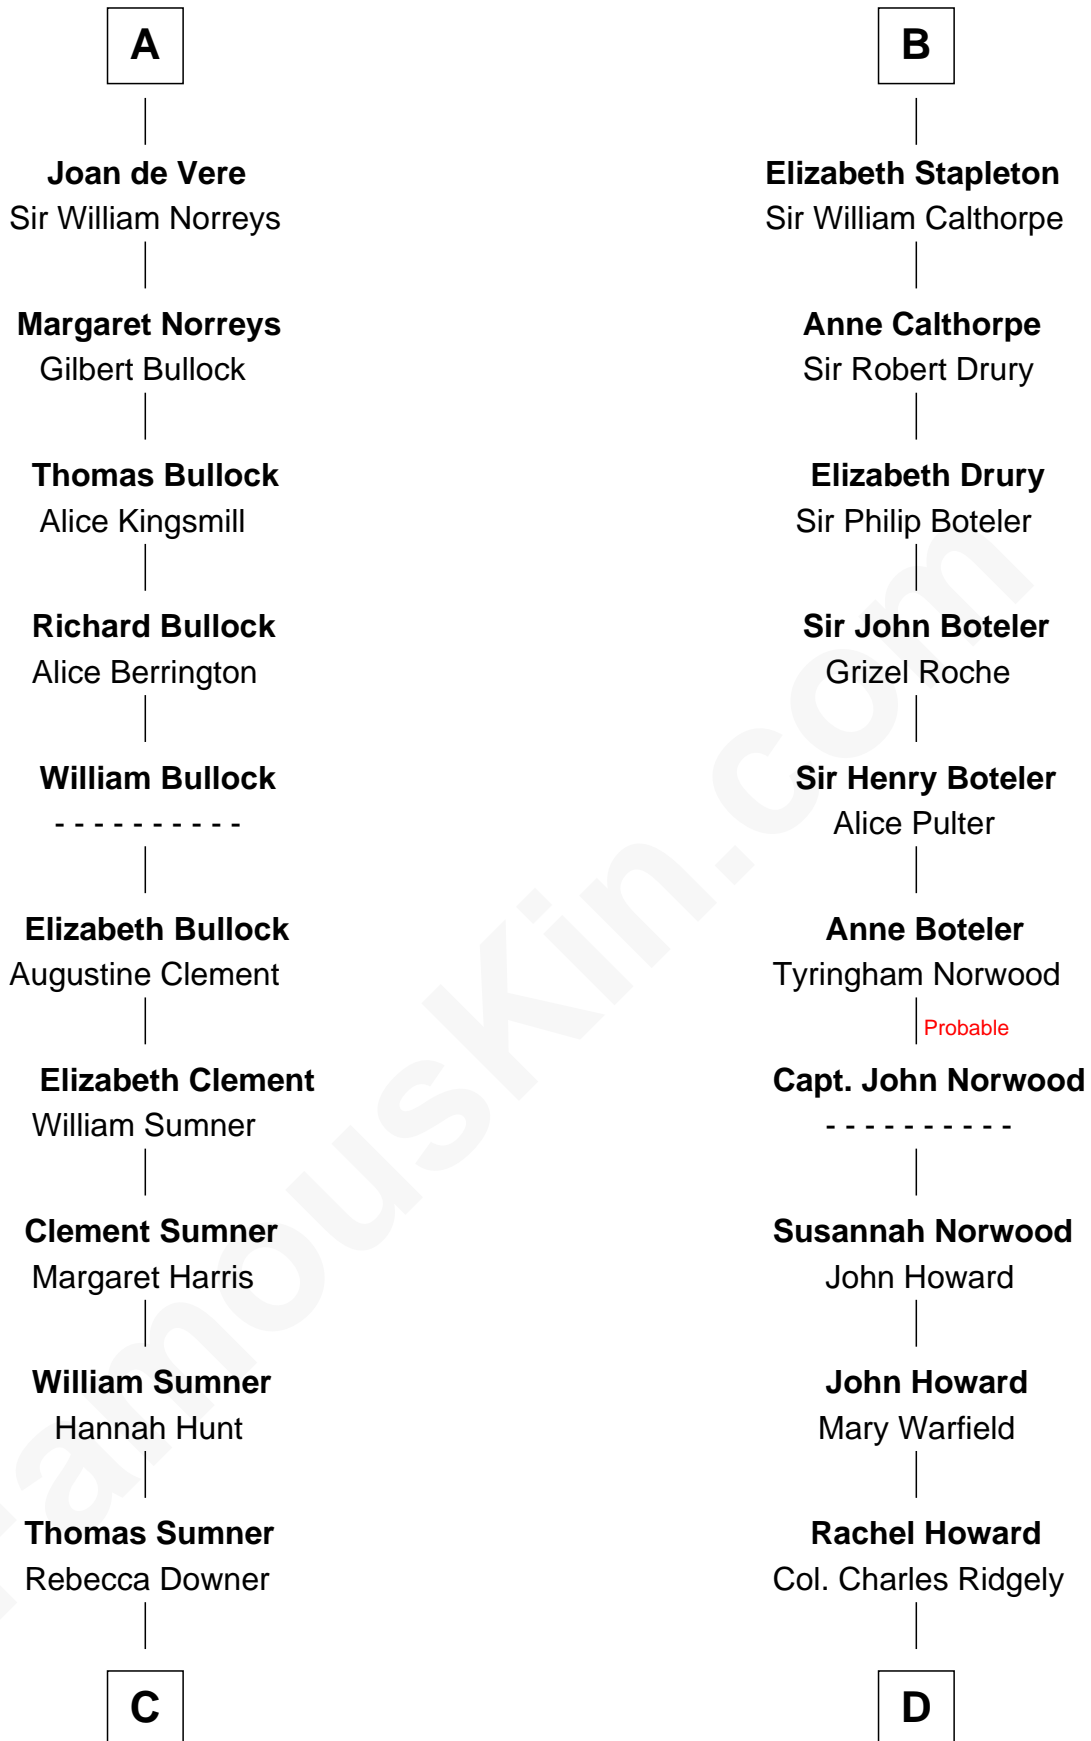 A
Joan de Vere
Sir William Norreys
Margaret Norreys
Gilbert Bullock
Thomas Bullock
Alice Kingsmill
Richard Bullock
Alice Berrington
William Bullock
- - - - - - - - - -
Elizabeth Bullock
Augustine Clement
Elizabeth Clement
William Sumner
Clement Sumner
Margaret Harris
William Sumner
Hannah Hunt
Thomas Sumner
Rebecca Downer
C
B
Elizabeth Stapleton
Sir William Calthorpe
Anne Calthorpe
Sir Robert Drury
Elizabeth Drury
Sir Philip Boteler
Sir John Boteler
Grizel Roche
Sir Henry Boteler
Alice Pulter
Anne Boteler
Tyringham Norwood
Probable
Capt. John Norwood
- - - - - - - - - -
Susannah Norwood
John Howard
John Howard
Mary Warfield
Rachel Howard
Col. Charles Ridgely
D
FamousKin.com